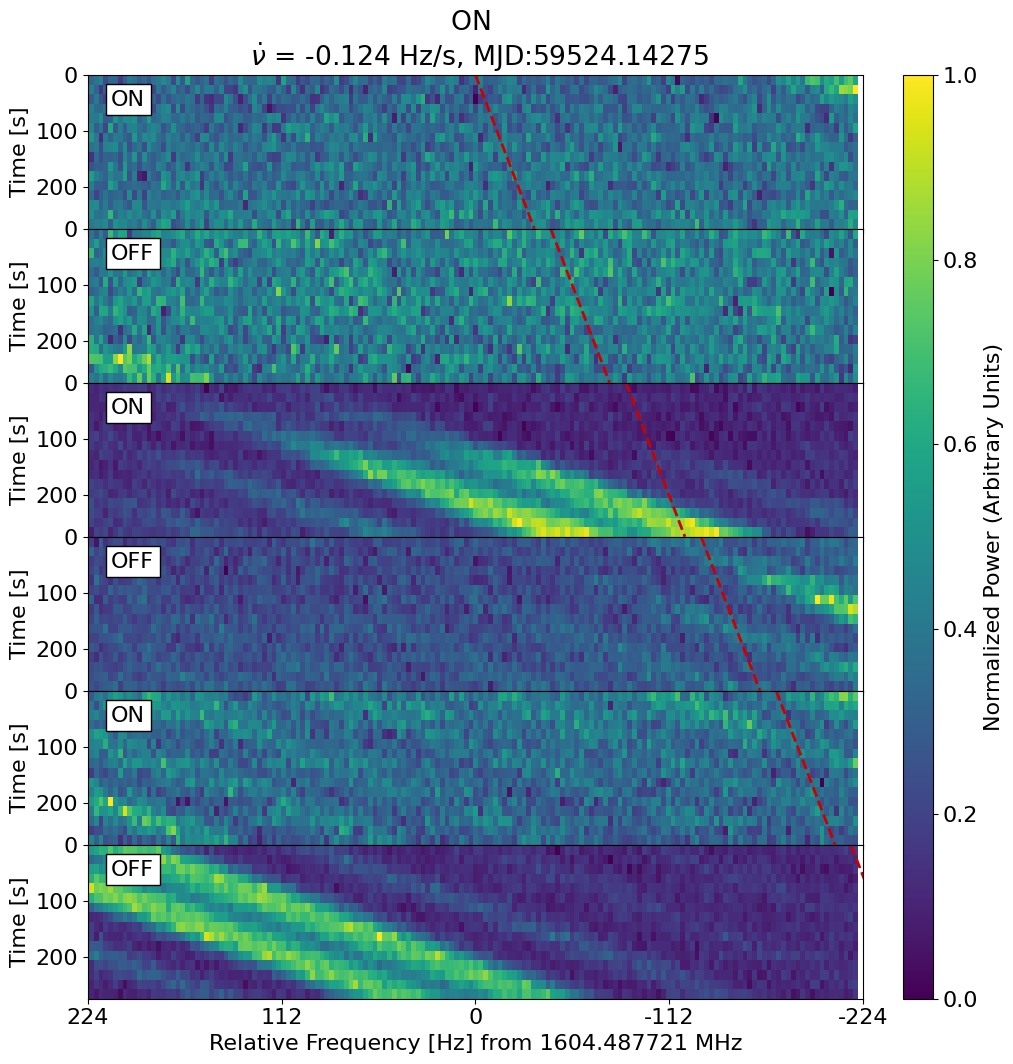 ON
ν̇ = -0.124 Hz/s, MJD:59524.14275
0
ON
100
Time [s]
200
0
OFF
100
Time [s]
200
0
ON
100
Time [s]
200
0
OFF
100
Time [s]
200
0
ON
100
Time [s]
200
0
OFF
100
Time [s]
200
224 112 0 -112 -224
Relative Frequency [Hz] from 1604.487721 MHz
1.0
0.8
0.6
0.4
0.2
0.0
Normalized Power (Arbitrary Units)